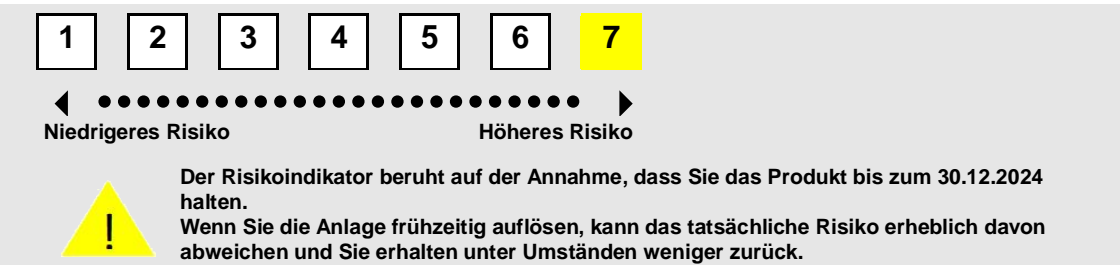 1 2 3 4 5 6 7
Niedrigeres Risiko Höheres Risiko
Der Risikoindikator beruht auf der Annahme, dass Sie das Produkt bis zum 30.12.2024
halten.
Wenn Sie die Anlage frühzeitig auflösen, kann das tatsächliche Risiko erheblich davon
abweichen und Sie erhalten unter Umständen weniger zurück.
!